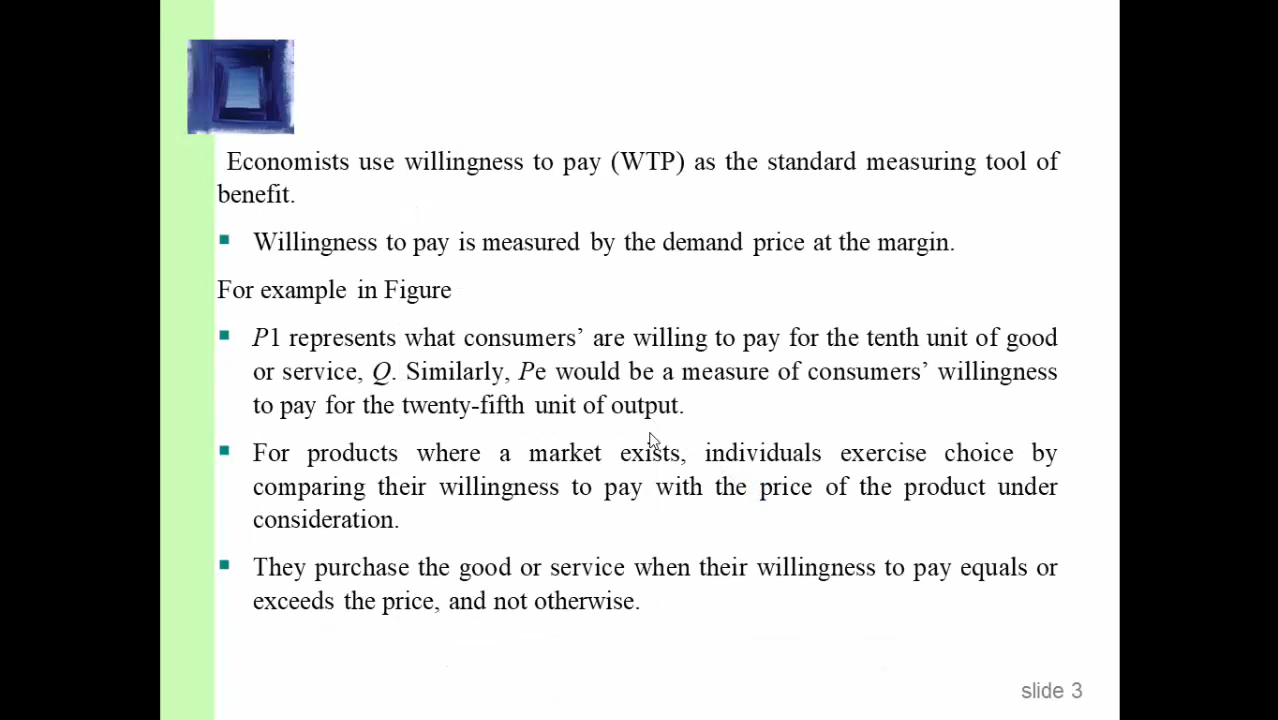 Economists use willingness to pay (WTP) as the standard measuring tool of
benefit.
Willingness to pay is measured by the demand price at the margin.
For example in Figure
P1 represents what consumers’ are willing to pay for the tenth unit of good
or service, Q. Similarly, Pe would be a measure of consumers’ willingness
to pay for the twenty-fifth unit of output.
For products where a market exists, individuals exercise choice by
comparing their willingness to pay with the price of the product under
consideration.
They purchase the good or service when their willingness to pay equals or
exceeds the price, and not otherwise.
slide 3